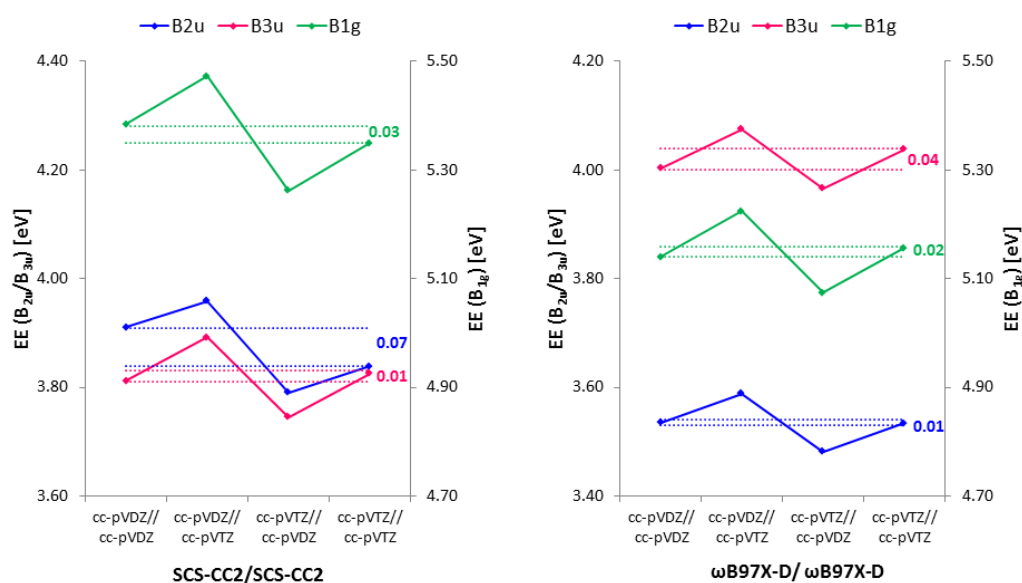 B2u B3u B1g
4.40
4.20
4.00
3.80
3.60
EE (B2u/B3u) [eV]
5.50
5.30
5.10
4.90
4.70
EE (B1g) [eV]
0.03
0.07
0.01
cc-pVDZ// cc-pVDZ// cc-pVTZ// cc-pVTZ//
cc-pVDZ cc-pVTZ cc-pVDZ cc-pVTZ
SCS-CC2/SCS-CC2
B2u B3u B1g
4.20
4.00
3.80
3.60
3.40
EE (B2u/B3u) [eV]
5.50
5.30
5.10
4.90
4.70
EE (B1g) [eV]
0.04
0.02
0.01
cc-pVDZ// cc-pVDZ// cc-pVTZ// cc-pVTZ//
cc-pVDZ cc-pVTZ cc-pVDZ cc-pVTZ
ωB97X-D/ ωB97X-D